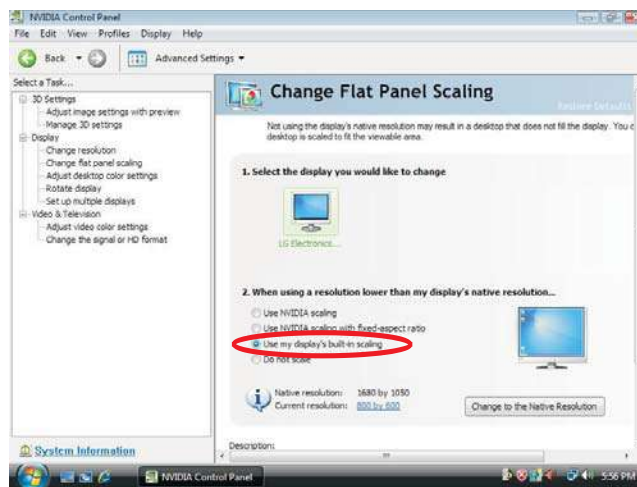 NVIDIA Control Panel
File Edit View Profiles Display Help
Back
Advanced Settings
Select a Task...
3D Settings
Adjust image settings with preview
Manage 3D settings
Display
Change resolution
Change flat panel scaling
Adjust desktop color settings
Rotate display
Set up multiple displays
Video & Television
Adjust video color settings
Change the signal or HD format
System Information
Change Flat Panel Scaling
Restore Defaults
Not using the display's native resolution may result in a desktop that does not fill the display. You c
desktop is scaled to fit the viewable area.
1. Select the display you would like to change
LG Electronics...
2. When using a resolution lower than my display's native resolution...
Use NVIDIA scaling
Use NVIDIA scaling with fixed-aspect ratio
Use my display's built-in scaling
Do not scale
Native resolution: 1680 by 1050
Current resolution: 800 by 600
Change to the Native Resolution
Description:
NVIDIA Control Panel
5:56 PM